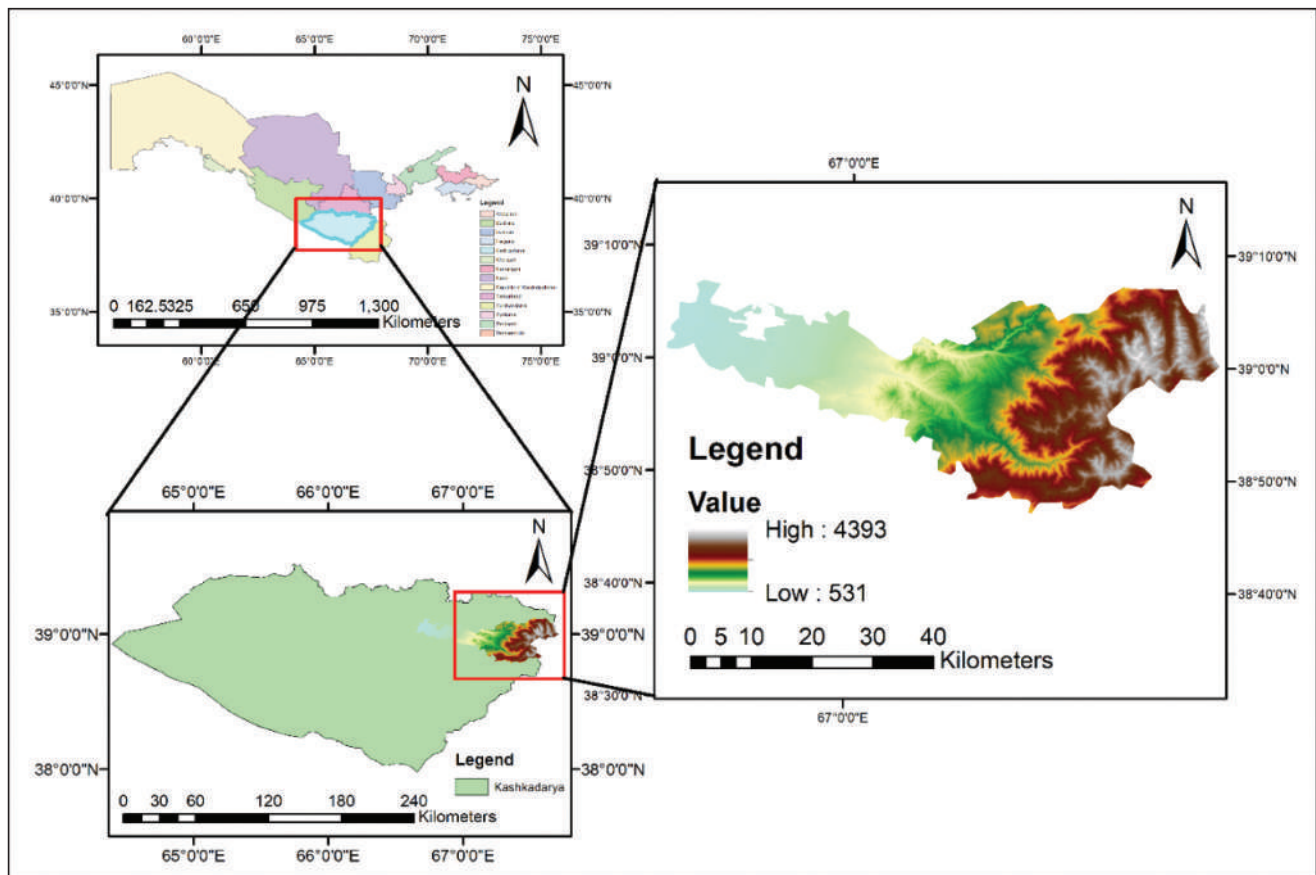 60°0'0"E 65°0'0"E 70°0'0"E 75°0'0"E
45°0'0"N 45°0'0"N
N
40°0'0"N 40°0'0"N
Legend
35°0'0"N 35°0'0"N
0 162.5325 650 975 1,300
Kilometers
60°0'0"E 65°0'0"E 70°0'0"E 75°0'0"E
67°0'0"E
N
39°10'0"N 39°10'0"N
39°0'0"N 39°0'0"N
38°50'0"N 38°50'0"N
38°40'0"N 38°40'0"N
38°30'0"N
Legend
Value
High : 4393
Low : 531
0 5 10 20 30 40
Kilometers
67°0'0"E
65°0'0"E 66°0'0"E 67°0'0"E
N
39°0'0"N 39°0'0"N
38°0'0"N 38°0'0"N
Legend
Kashkadarya
0 30 60 120 180 240
Kilometers
65°0'0"E 66°0'0"E 67°0'0"E